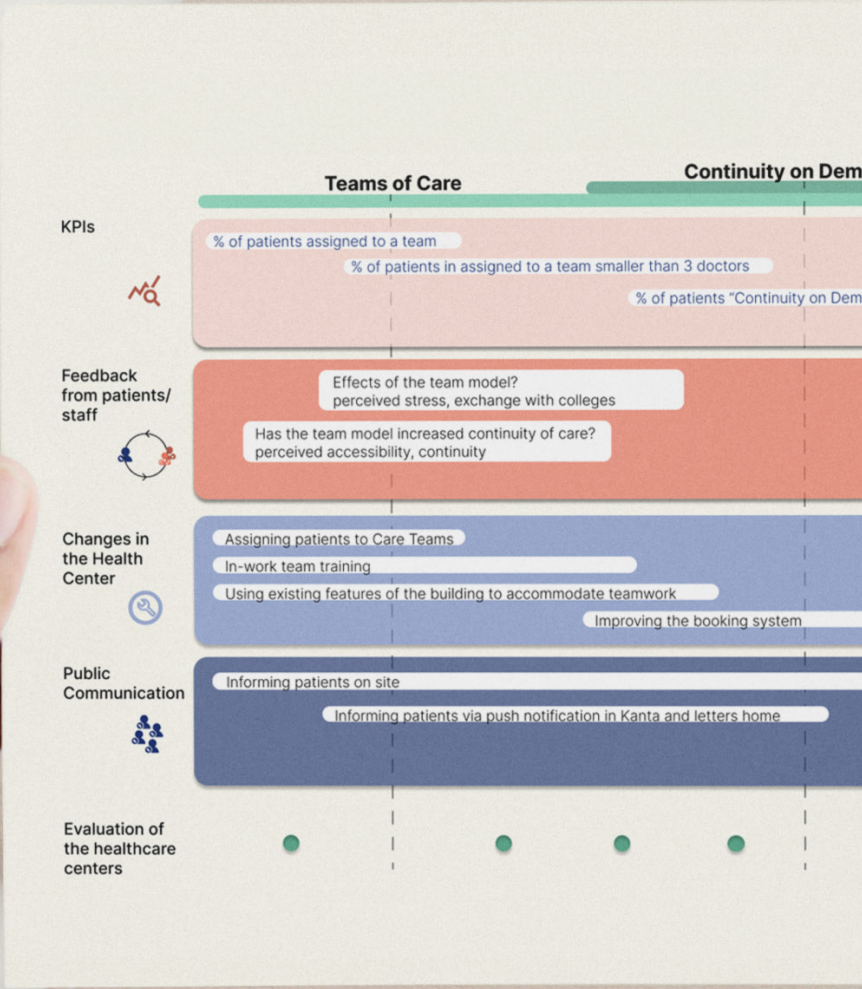 Teams of Care
Continuity on Dem
KPIs
% of patients assigned to a team
% of patients in assigned to a team smaller than 3 doctors
% of patients “Continuity on Dem
Feedback
from patients/
staff
Effects of the team model?
perceived stress, exchange with colleges
Has the team model increased continuity of care?
perceived accessibility, continuity
Changes in
the Health
Center
Assigning patients to Care Teams
In-work team training
Using existing features of the building to accommodate teamwork
Improving the booking system
Public
Communication
Informing patients on site
Informing patients via push notification in Kanta and letters home
Evaluation of
the healthcare
centers